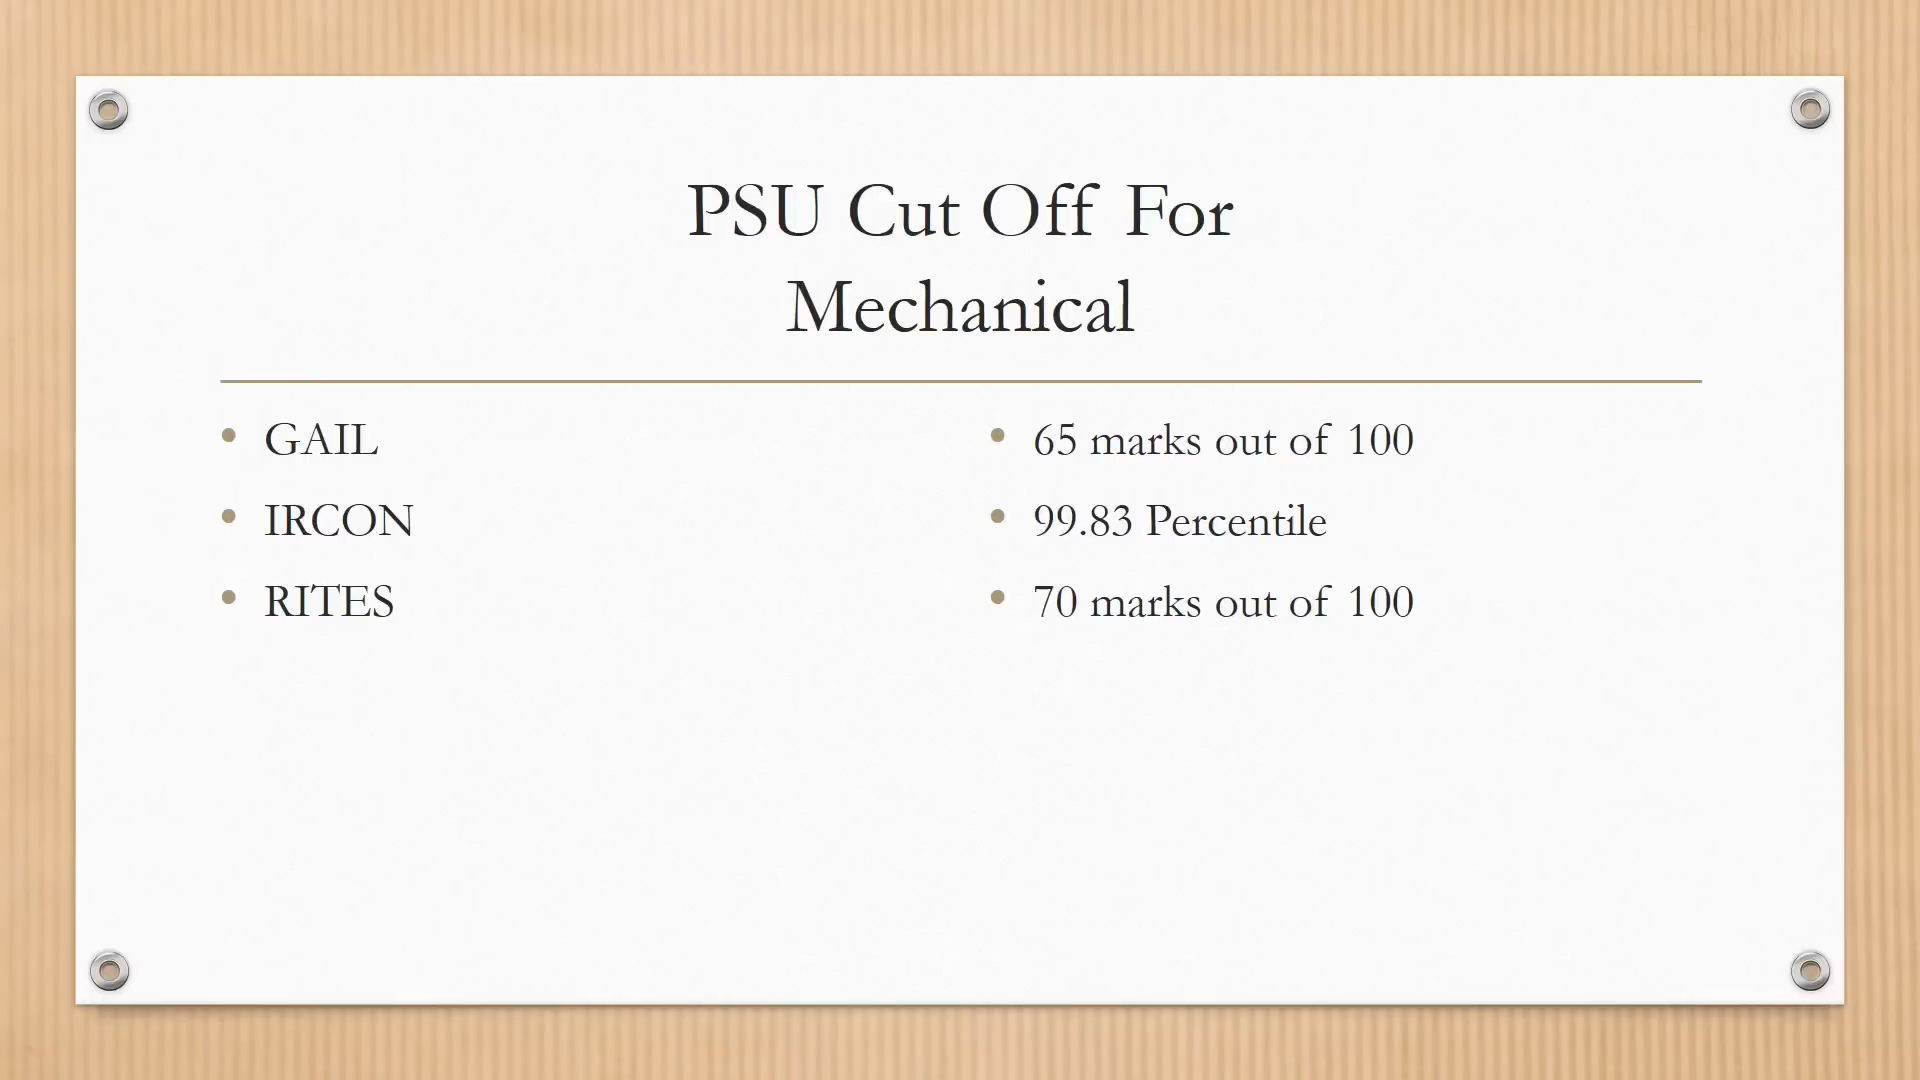 PSU Cut Off For
Mechanical
• GAIL
• IRCON
• RITES
• 65 marks out of 100
• 99.83 Percentile
• 70 marks out of 100